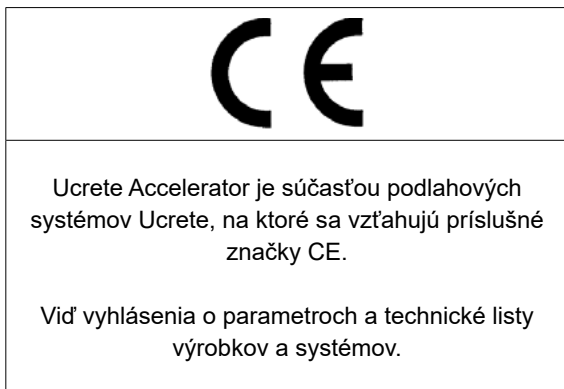 CE
Ucrete Accelerator je súčasťou podlahových
systémov Ucrete, na ktoré sa vzťahujú príslušné
značky CE.
Viď vyhlásenia o parametroch a technické listy
výrobkov a systémov.